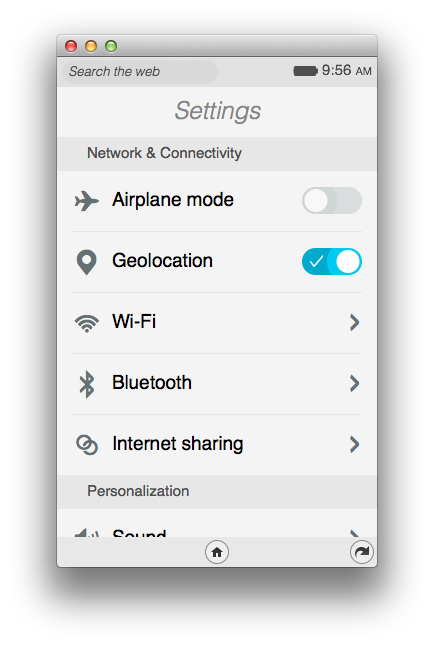 Search the web
9:56 AM
Settings
Network & Connectivity
Airplane mode
Geolocation
Wi-Fi
Bluetooth
Internet sharing
Personalization
Sound